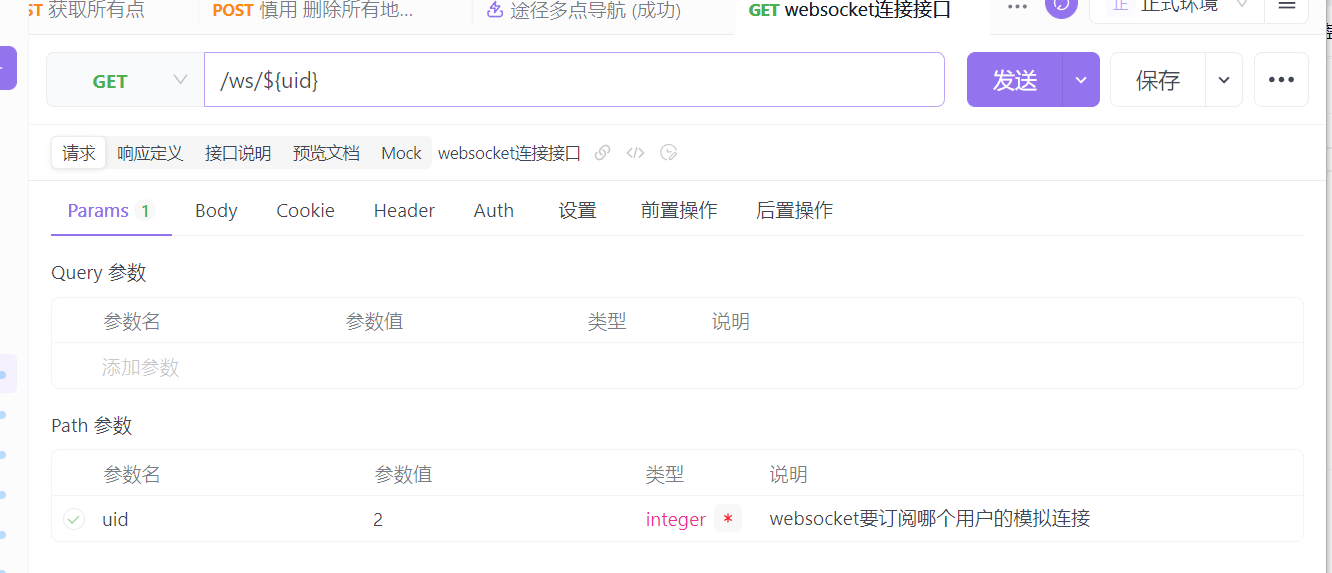 ST 获取所有点 POST 慎用 删除所有地... 途径多点导航 (成功) GET websocket连接接口 ... 正 正式环境
GET /ws/${uid} 发送 保存 •••
请求 响应定义 接口说明 预览文档 Mock websocket连接接口
Params 1 Body Cookie Header Auth 设置 前置操作 后置操作
Query 参数
参数名 参数值 类型 说明
添加参数
Path 参数
参数名 参数值 类型 说明
uid 2 integer * websocket要订阅哪个用户的模拟连接